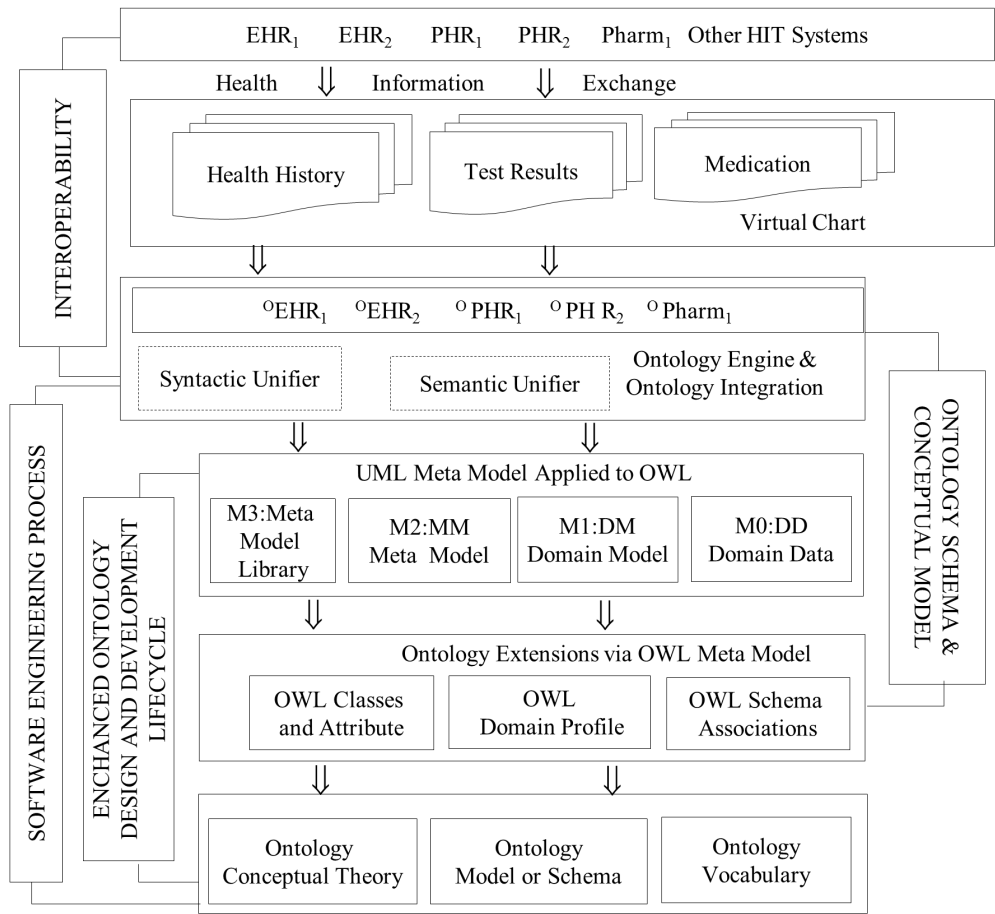 EHR₁ EHR₂ PHR₁ PHR₂ Pharm₁ Other HIT Systems
Health Information Exchange
Health History
Test Results
Medication
Virtual Chart
INTEROPERABILITY
ᴼEHR₁ ᴼEHR₂ ᴼ PHR₁ ᴼ PH R₂ ᴼ Pharm₁
Syntactic Unifier
Semantic Unifier
Ontology Engine &
Ontology Integration
ONTOLOGY SCHEMA &
CONCEPTUAL MODEL
SOFTWARE ENGINEERING PROCESS
ENCHANCED ONTOLOGY
DESIGN AND DEVELOPMENT
LIFECYCLE
UML Meta Model Applied to OWL
M3:Meta
Model
Library
M2:MM
Meta Model
M1:DM
Domain Model
M0:DD
Domain Data
Ontology Extensions via OWL Meta Model
OWL Classes
and Attribute
OWL
Domain Profile
OWL Schema
Associations
Ontology
Conceptual Theory
Ontology
Model or Schema
Ontology
Vocabulary